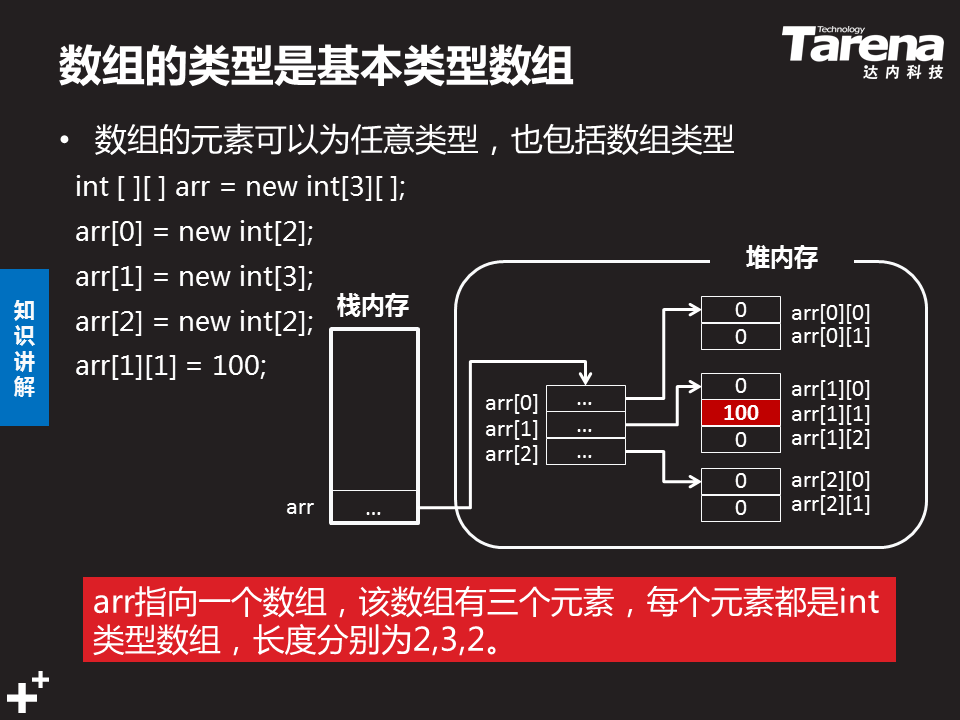 数组的类型是基本类型数组
Technology
Tarena
达内科技
• 数组的元素可以为任意类型，也包括数组类型
int [ ][ ] arr = new int[3][ ];
arr[0] = new int[2];
arr[1] = new int[3];
arr[2] = new int[2];
arr[1][1] = 100;
知识讲解
栈内存
arr
…
堆内存
arr[0] …
arr[1] …
arr[2] …
0 arr[0][0]
0 arr[0][1]
0 arr[1][0]
100 arr[1][1]
0 arr[1][2]
0 arr[2][0]
0 arr[2][1]
arr指向一个数组，该数组有三个元素，每个元素都是int
类型数组，长度分别为2,3,2。